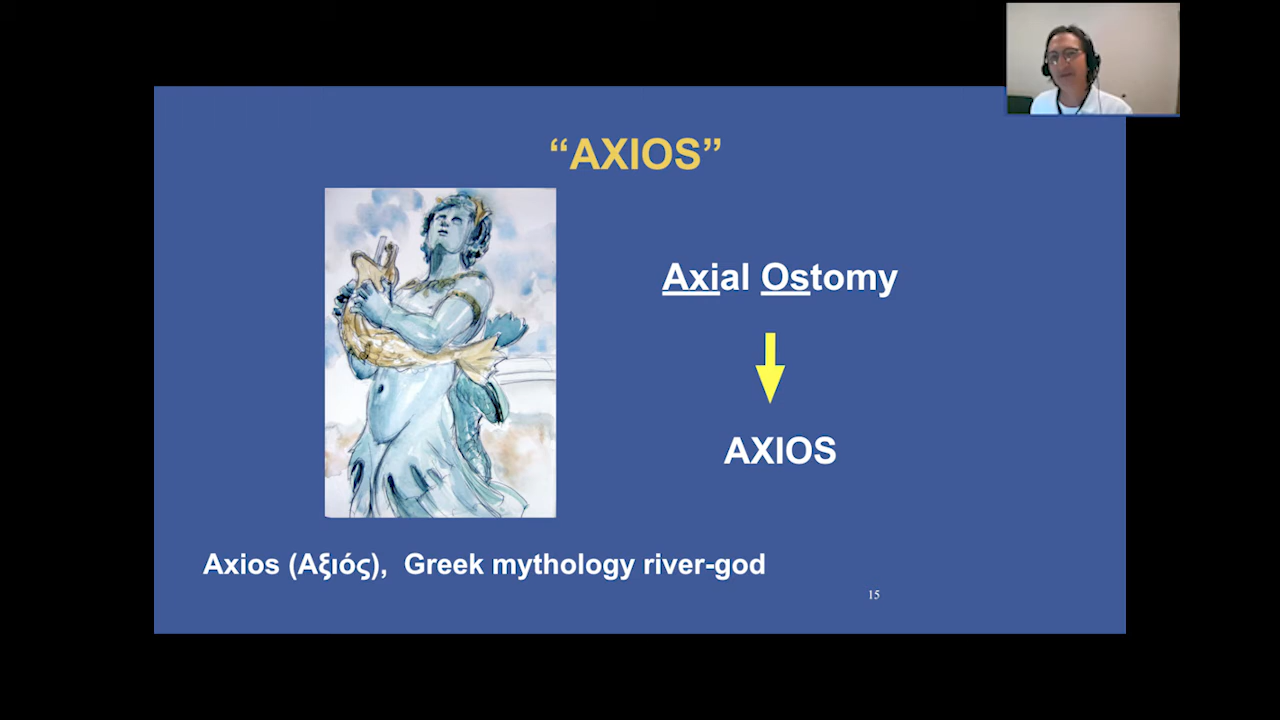 “AXIOS”
Axial Ostomy
AXIOS
Axios (Αξιός), Greek mythology river-god
15